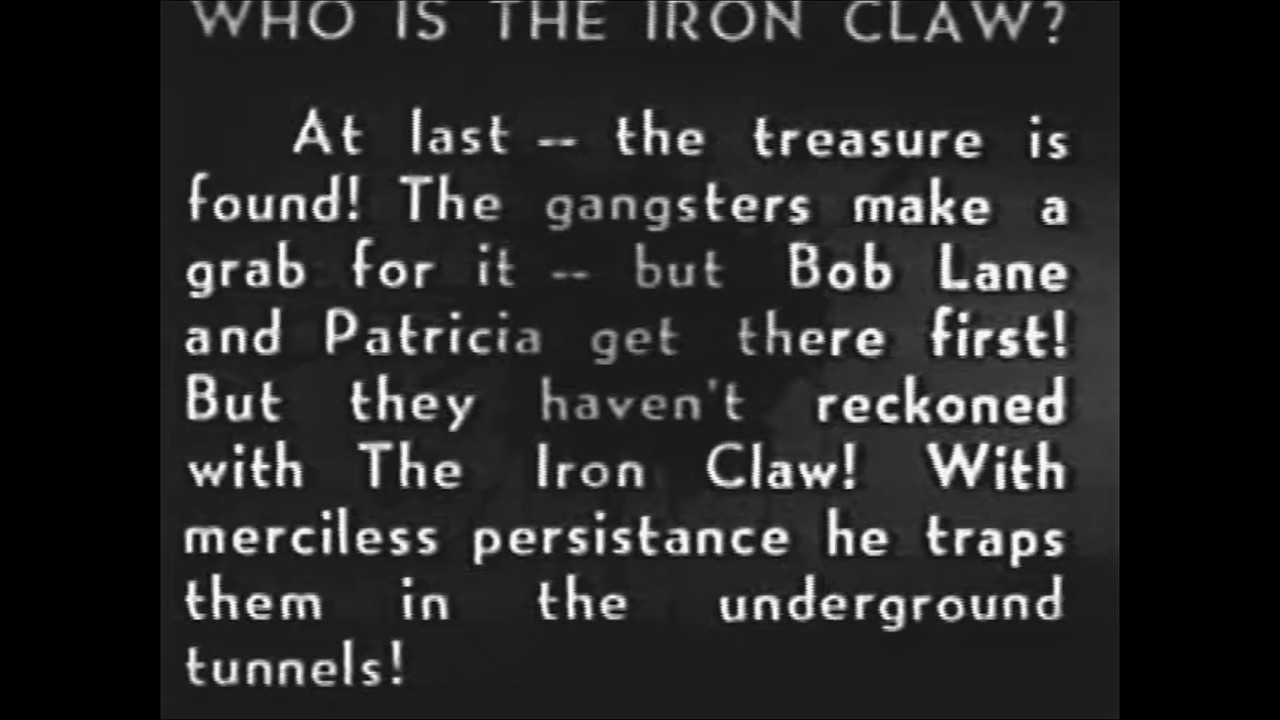 WHO IS THE IRON CLAW?
At last -- the treasure is
found! The gangsters make a
grab for it -- but Bob Lane
and Patricia get there first!
But they haven't reckoned
with The Iron Claw! With
merciless persistance he traps
them in the underground
tunnels!